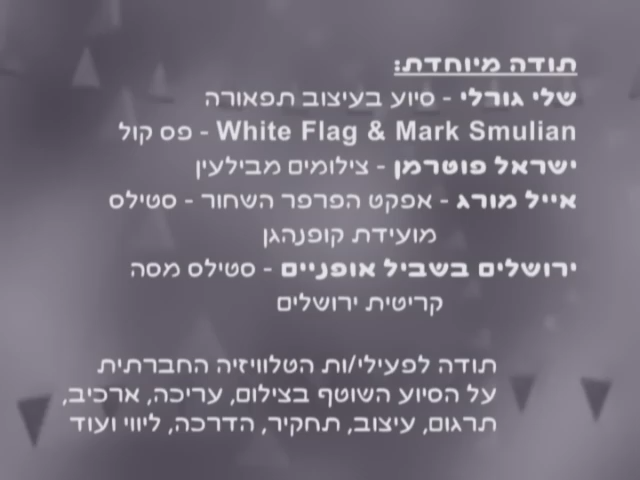 תודה מיוחדת:
שלי גורלי - סיוע בעיצוב תפאורה
White Flag & Mark Smulian - פס קול
ישראל פוטרמן - צילומים מבילעין
אייל מורג - אפקט הפרפר השחור - סטילס
מועידת קופנהגן
ירושלים בשביל אופניים - סטילס מסה
קריטית ירושלים
תודה לפעילי/ות הטלוויזיה החברתית
על הסיוע השוטף בצילום, עריכה, ארכיב,
תרגום, עיצוב, תחקיר, הדרכה, ליווי ועוד